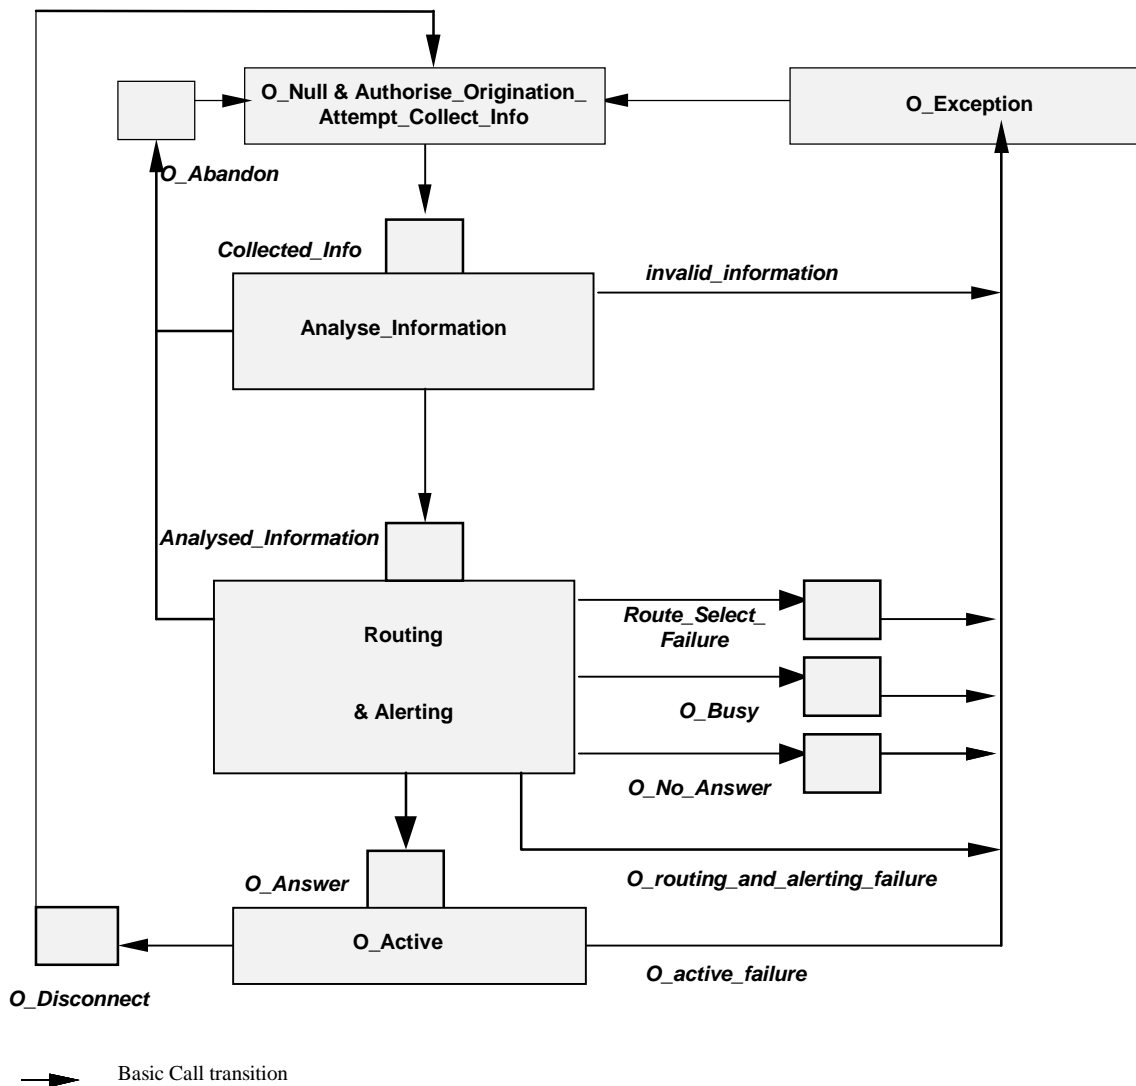 O_Null & Authorise_Origination_
Attempt_Collect_Info
O_Exception
O_Abandon
Collected_Info
invalid_information
Analyse_Information
Analysed_Information
Routing
& Alerting
Route_Select_
Failure
O_Busy
O_No_Answer
O_Answer
O_routing_and_alerting_failure
O_Active
O_active_failure
O_Disconnect
Basic Call transition